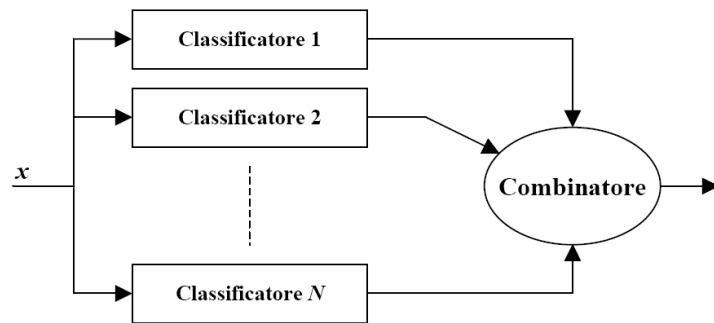 Classificatore 1
Classificatore 2
x
Combinatore
Classificatore N